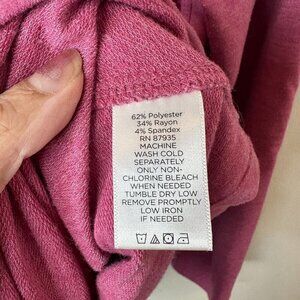 62% Polyester
34% Rayon
4% Spandex
RN 87935
MACHINE
WASH COLD
SEPARATELY
ONLY NON-
CHLORINE BLEACH
WHEN NEEDED
TUMBLE DRY LOW
REMOVE PROMPTLY
LOW IRON
IF NEEDED